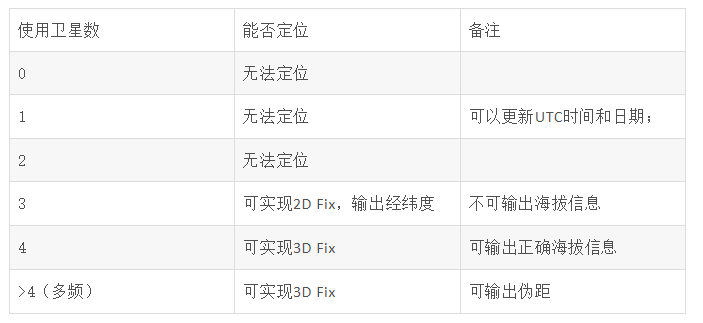 使用卫星数 能否定位 备注
0 无法定位
1 无法定位 可以更新UTC时间和日期；
2 无法定位
3 可实现2D Fix，输出经纬度 不可输出海拔信息
4 可实现3D Fix 可输出正确海拔信息
>4（多频） 可实现3D Fix 可输出伪距